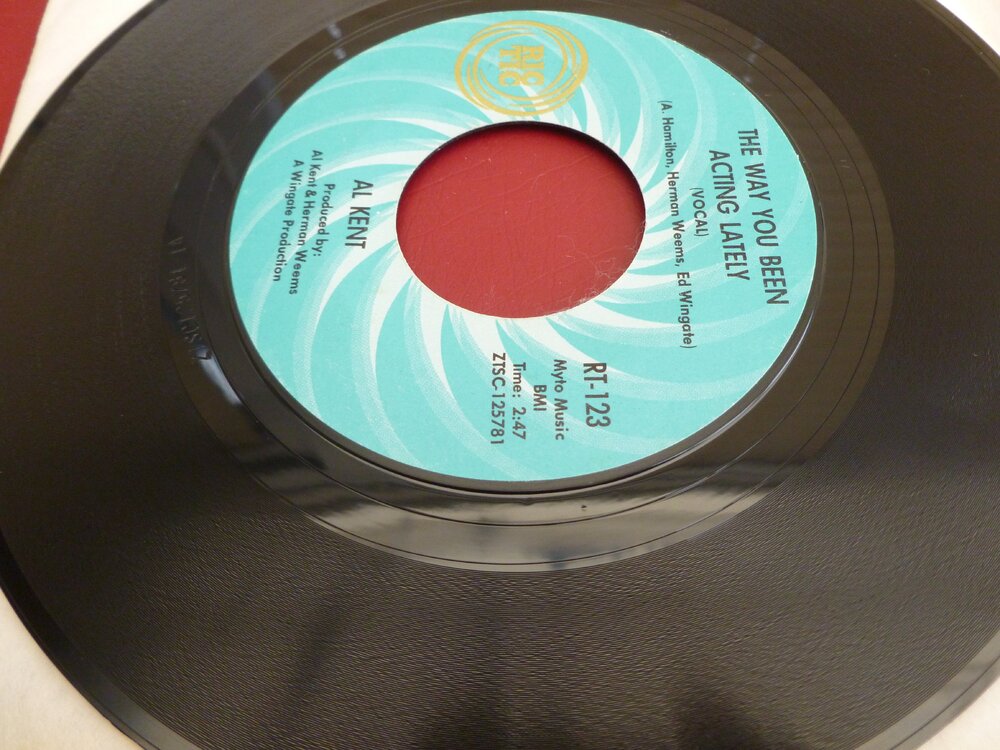 RIC
TIC
THE WAY YOU BEEN
ACTING LATELY
(VOCAL)
(A. Hamilton, Herman Weems, Ed Wingate)
RT-123
Myto Music
BMI
Time: 2:47
ZTSC-125781
AL KENT
Produced by:
Al Kent & Herman Weems
A Wingate Production